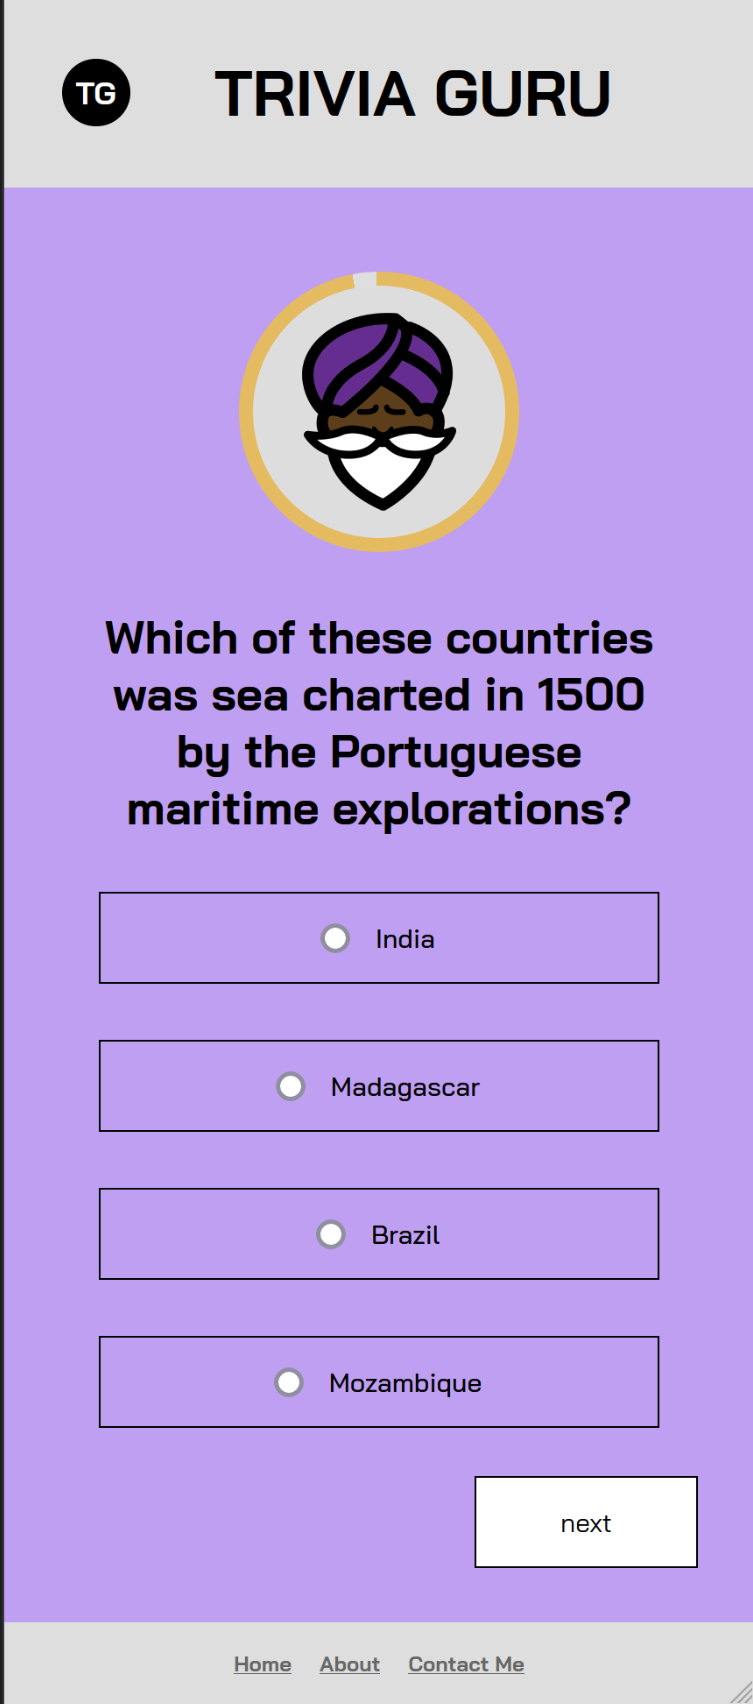 TG
TRIVIA GURU
Which of these countries
was sea charted in 1500
by the Portuguese
maritime explorations?
India
Madagascar
Brazil
Mozambique
next
Home About Contact Me